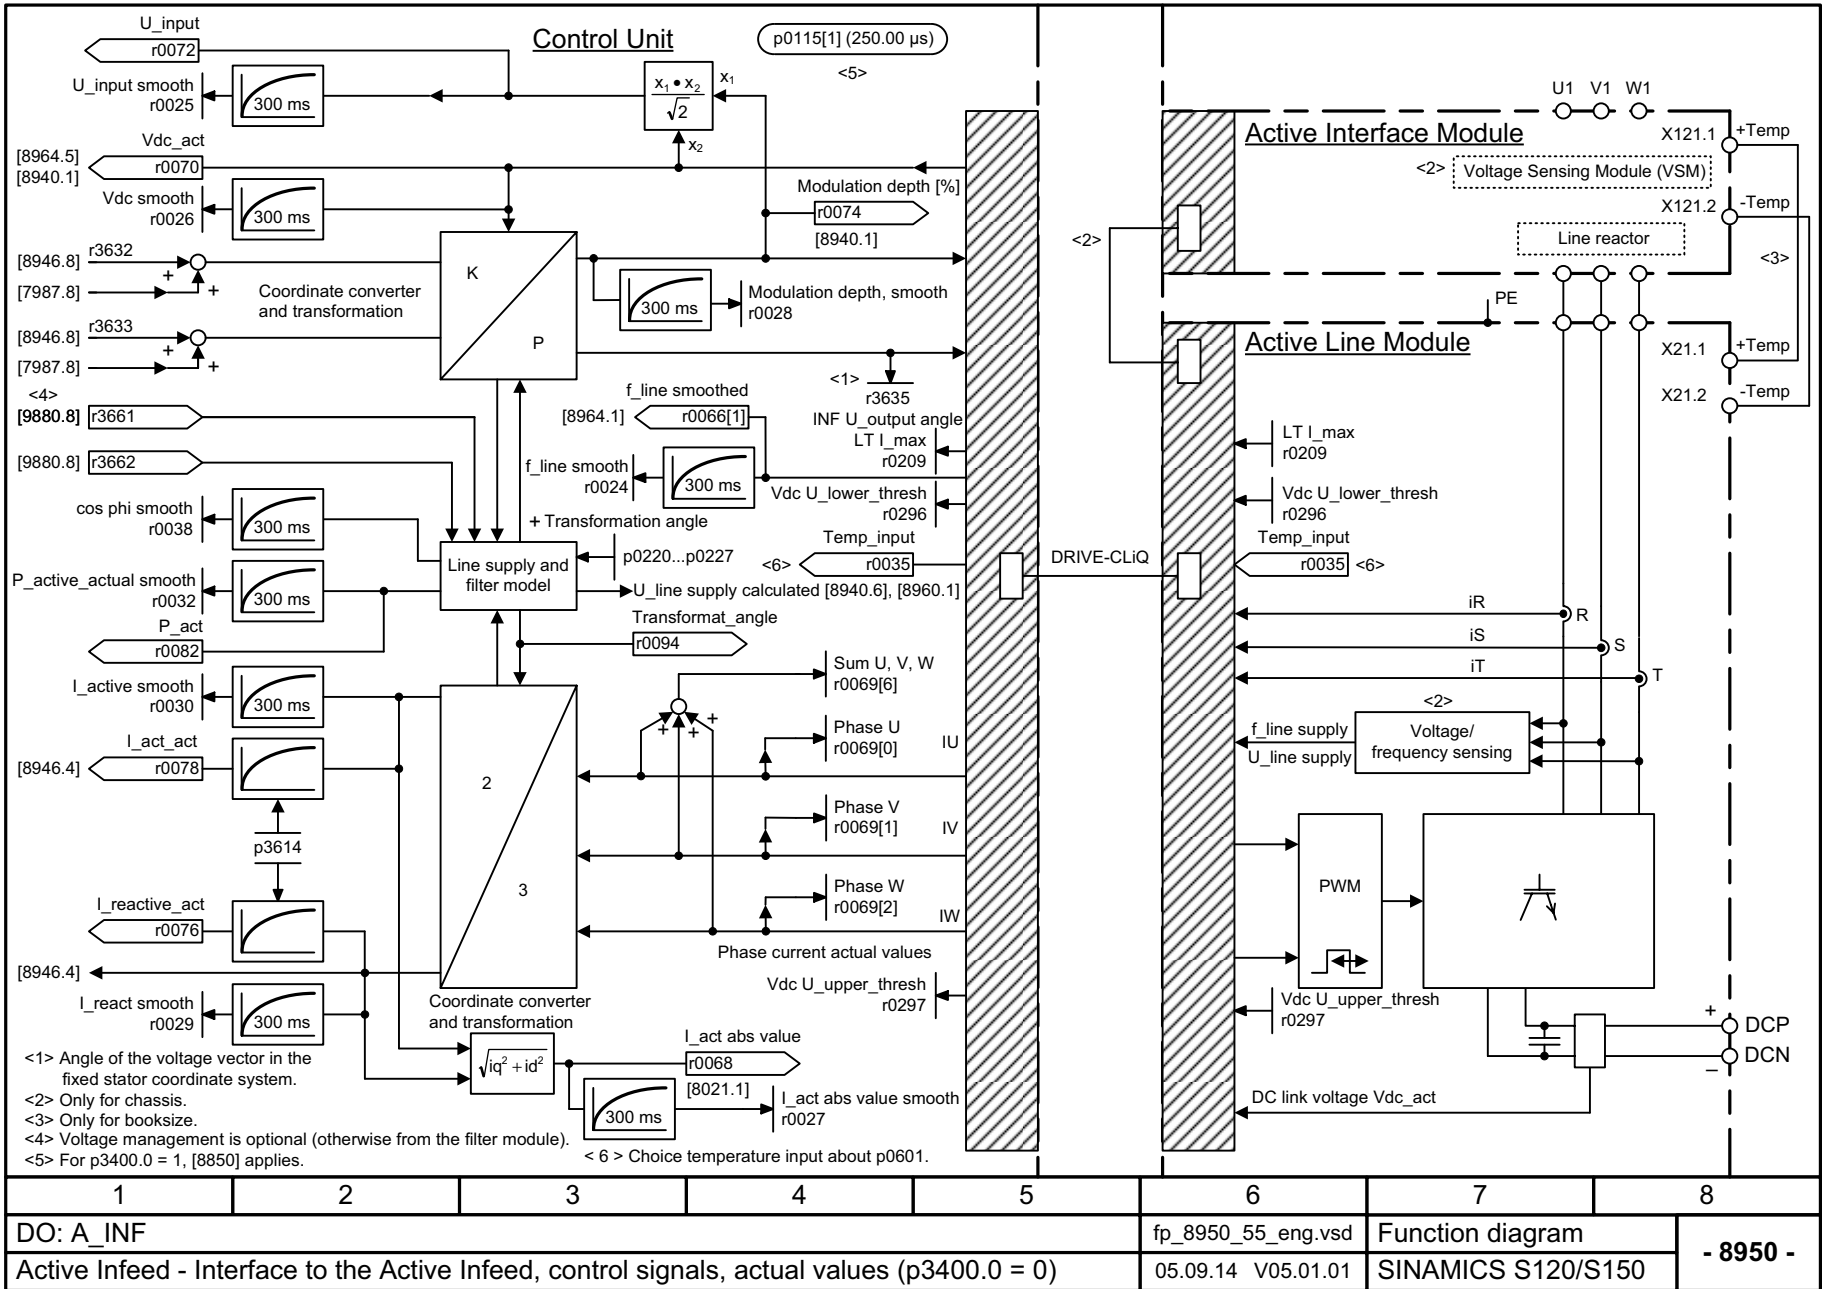 U_input
r0072
Control Unit
p0115[1] (250.00 µs)
<5>
U_input smooth
r0025
300 ms
x₁ • x₂
√2
x₁
x₂
Vdc_act
[8964.5]
[8940.1]
r0070
Vdc smooth
r0026
300 ms
Modulation depth [%]
r0074
[8940.1]
[8946.8] r3632
+
[7987.8] +
Coordinate converter
and transformation
K
P
300 ms
Modulation depth, smooth
r0028
[8946.8] r3633
+
[7987.8] +
<4>
[9880.8] r3661
[9880.8] r3662
<1>
r3635
INF U_output angle
f_line smoothed
[8964.1] r0066[1]
LT I_max
r0209
f_line smooth
r0024
300 ms
Vdc U_lower_thresh
r0296
cos phi smooth
r0038
300 ms
+ Transformation angle
p0220...p0227
Line supply and
filter model
U_line supply calculated [8940.6], [8960.1]
Temp_input
<6> r0035
P_active_actual smooth
r0032
300 ms
P_act
r0082
Transformat_angle
r0094
I_active smooth
r0030
300 ms
I_act_act
[8946.4] r0078
p3614
I_reactive_act
r0076
[8946.4]
I_react smooth
r0029
300 ms
2
3
Coordinate converter
and transformation
Sum U, V, W
r0069[6]
+ + +
Phase U
r0069[0]
IU
Phase V
r0069[1]
IV
Phase W
r0069[2]
IW
Phase current actual values
Vdc U_upper_thresh
r0297
√iq² + id²
I_act abs value
r0068
[8021.1]
300 ms
I_act abs value smooth
r0027
<1> Angle of the voltage vector in the
fixed stator coordinate system.
<2> Only for chassis.
<3> Only for booksize.
<4> Voltage management is optional (otherwise from the filter module).
<5> For p3400.0 = 1, [8850] applies.
< 6 > Choice temperature input about p0601.
<2>
DRIVE-CLiQ
U1 V1 W1
Active Interface Module
<2> Voltage Sensing Module (VSM)
Line reactor
X121.1 +Temp
X121.2 -Temp
<3>
PE
Active Line Module
X21.1 +Temp
X21.2 -Temp
LT I_max
r0209
Vdc U_lower_thresh
r0296
Temp_input
r0035 <6>
iR R
iS S
iT T
<2>
f_line supply
U_line supply
Voltage/
frequency sensing
PWM
Vdc U_upper_thresh
r0297
+
DCP
DCN
–
DC link voltage Vdc_act
1 2 3 4 5 6 7 8
DO: A_INF
fp_8950_55_eng.vsd
Function diagram
- 8950 -
Active Infeed - Interface to the Active Infeed, control signals, actual values (p3400.0 = 0)
05.09.14 V05.01.01
SINAMICS S120/S150